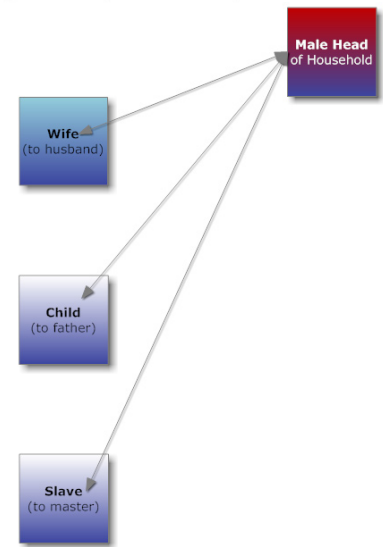 Male Head
of Household
Wife
(to husband)
Child
(to father)
Slave
(to master)